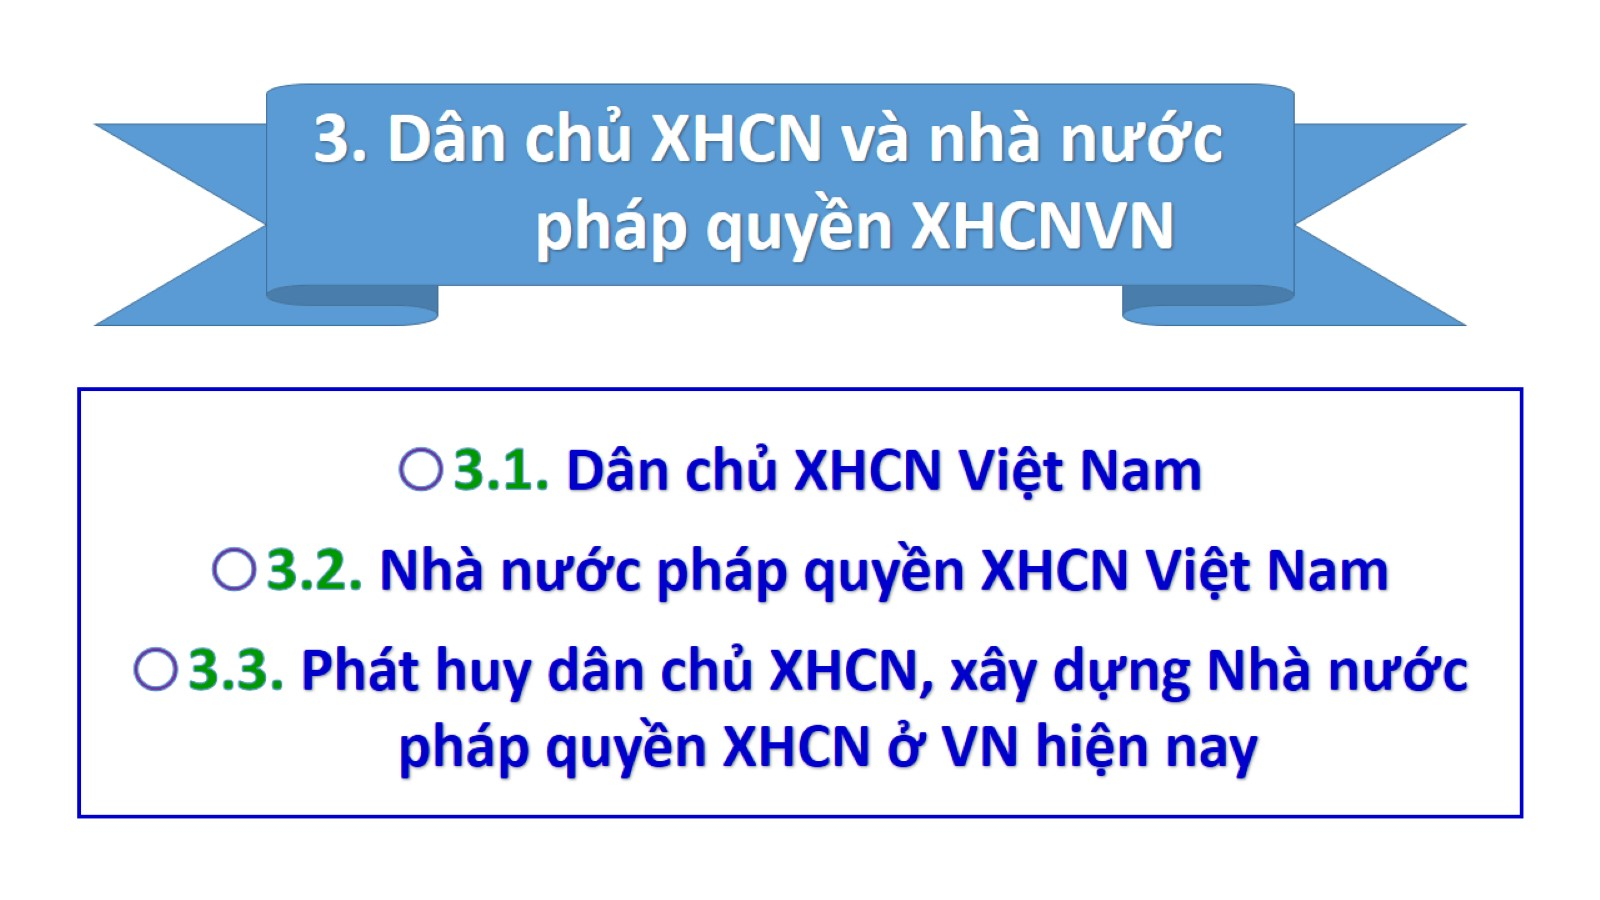 3. Dân chủ XHCN và nhà nước
pháp quyền XHCNVN
3.1. Dân chủ XHCN Việt Nam
3.2. Nhà nước pháp quyền XHCN Việt Nam
3.3. Phát huy dân chủ XHCN, xây dựng Nhà nước
pháp quyền XHCN ở VN hiện nay